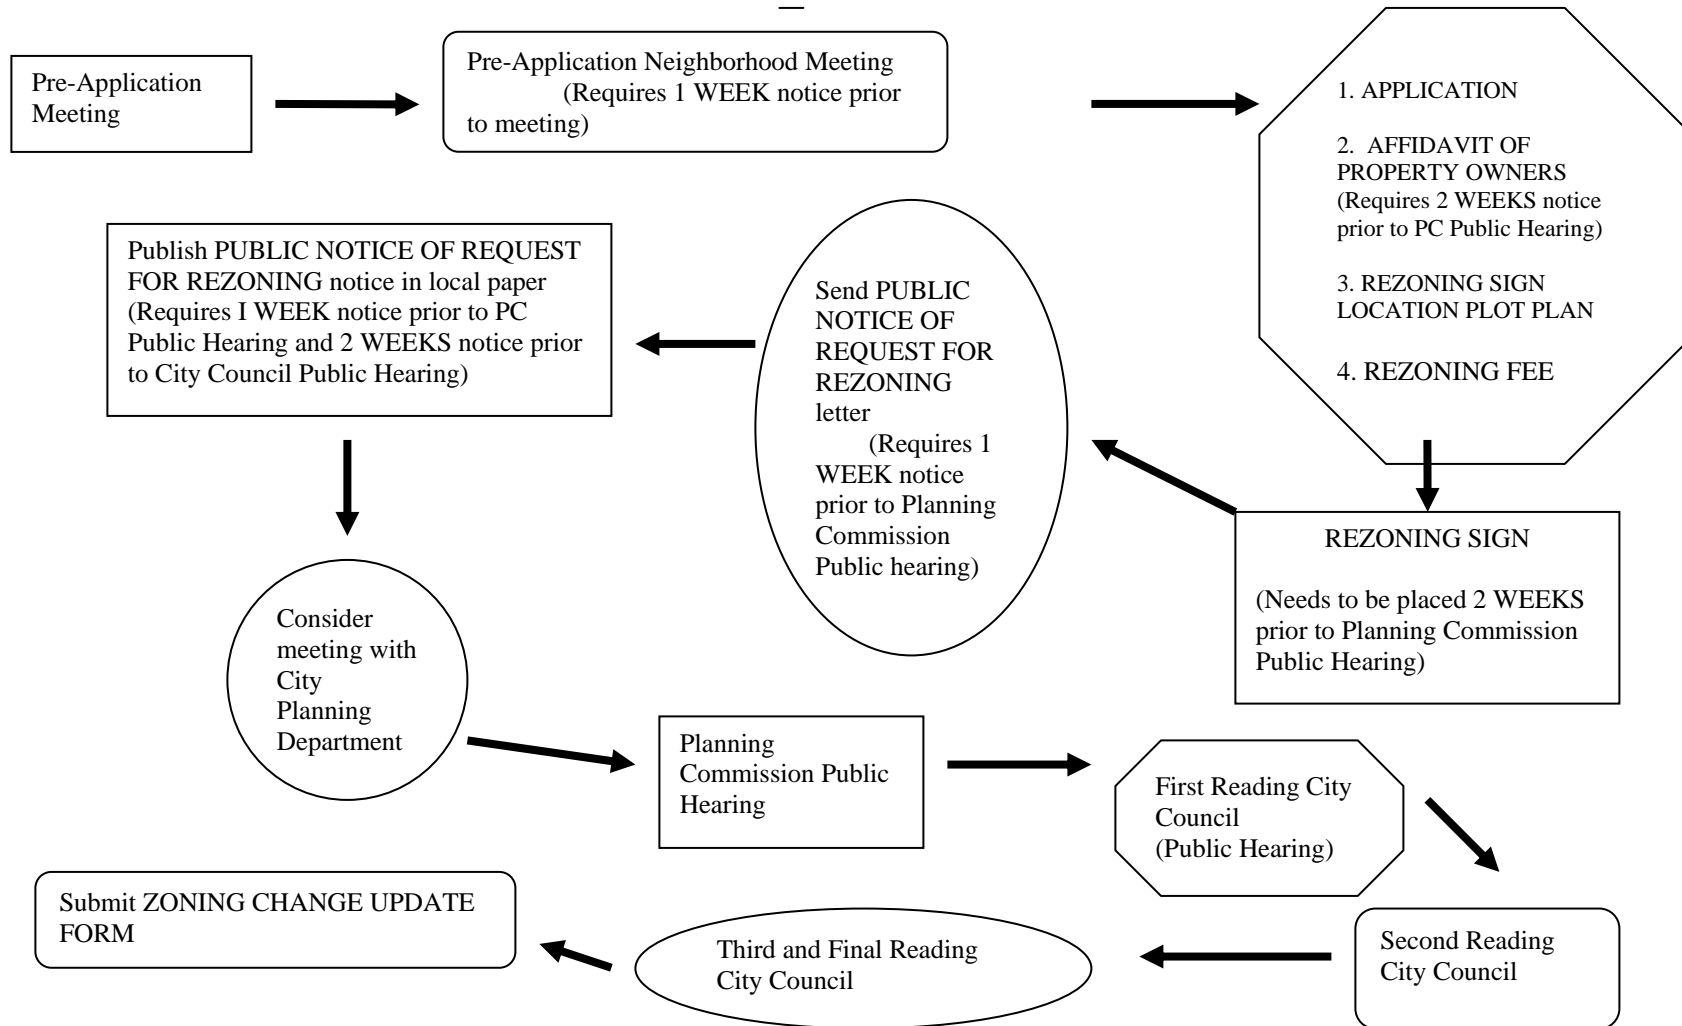 Pre-Application
Meeting
Pre-Application Neighborhood Meeting
(Requires 1 WEEK notice prior
to meeting)
1. APPLICATION
2. AFFIDAVIT OF
PROPERTY OWNERS
(Requires 2 WEEKS notice
prior to PC Public Hearing)
3. REZONING SIGN
LOCATION PLOT PLAN
4. REZONING FEE
REZONING SIGN
(Needs to be placed 2 WEEKS
prior to Planning Commission
Public Hearing)
Send PUBLIC
NOTICE OF
REQUEST FOR
REZONING
letter
(Requires 1
WEEK notice
prior to Planning
Commission
Public hearing)
Publish PUBLIC NOTICE OF REQUEST
FOR REZONING notice in local paper
(Requires I WEEK notice prior to PC
Public Hearing and 2 WEEKS notice prior
to City Council Public Hearing)
Consider
meeting with
City
Planning
Department
Planning
Commission Public
Hearing
First Reading City
Council
(Public Hearing)
Second Reading
City Council
Third and Final Reading
City Council
Submit ZONING CHANGE UPDATE
FORM